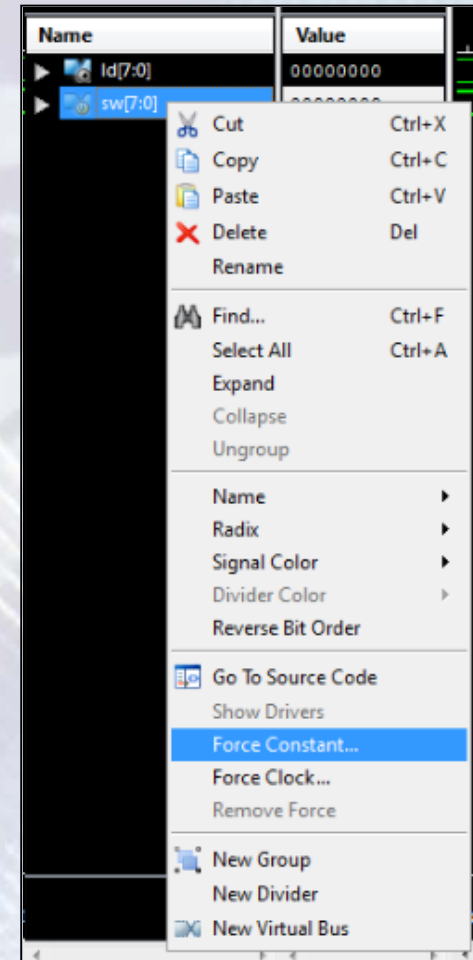 Name Value
ld[7:0] 00000000
sw[7:0] 00000000
Cut Ctrl+X
Copy Ctrl+C
Paste Ctrl+V
Delete Del
Rename
Find... Ctrl+F
Select All Ctrl+A
Expand
Collapse
Ungroup
Name
Radix
Signal Color
Divider Color
Reverse Bit Order
Go To Source Code
Show Drivers
Force Constant...
Force Clock...
Remove Force
New Group
New Divider
New Virtual Bus